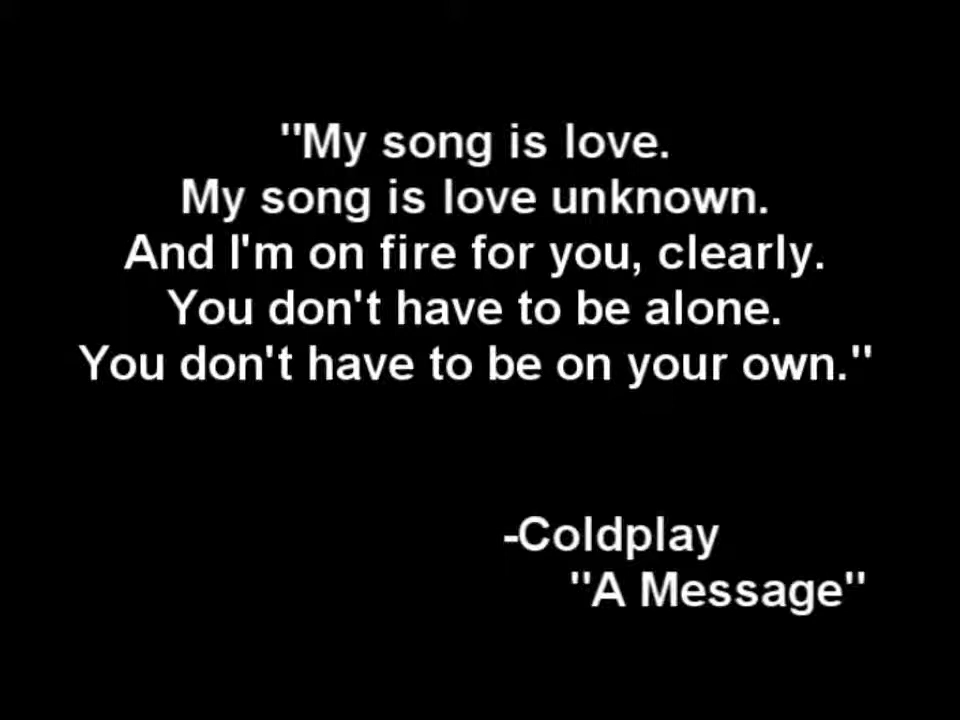 "My song is love.
My song is love unknown.
And I'm on fire for you, clearly.
You don't have to be alone.
You don't have to be on your own."
-Coldplay
"A Message"